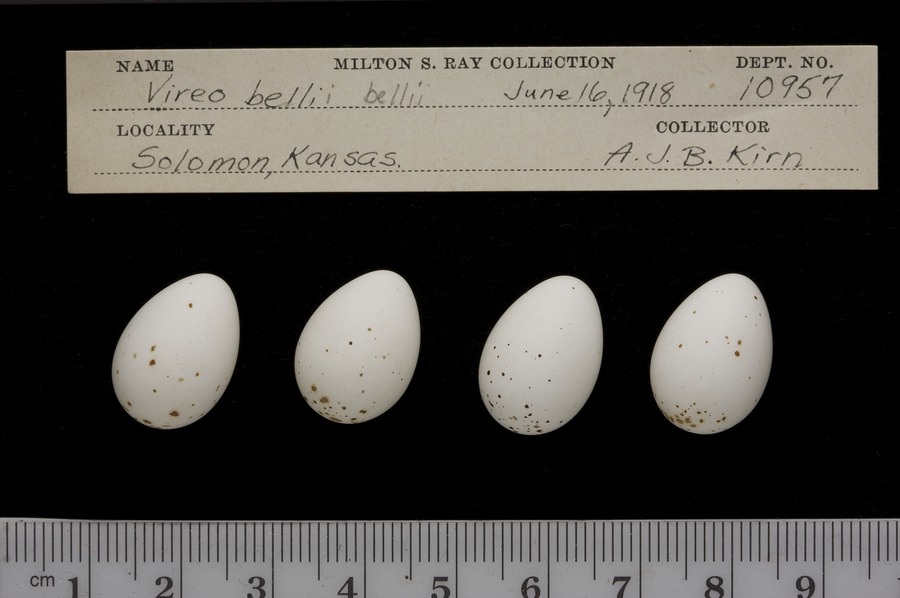 NAME MILTON S. RAY COLLECTION DEPT. NO.
Vireo bellii bellii June 16, 1918 10957
LOCALITY COLLECTOR
Solomon, Kansas. A. J. B. Kirn
cm 1 2 3 4 5 6 7 8 9